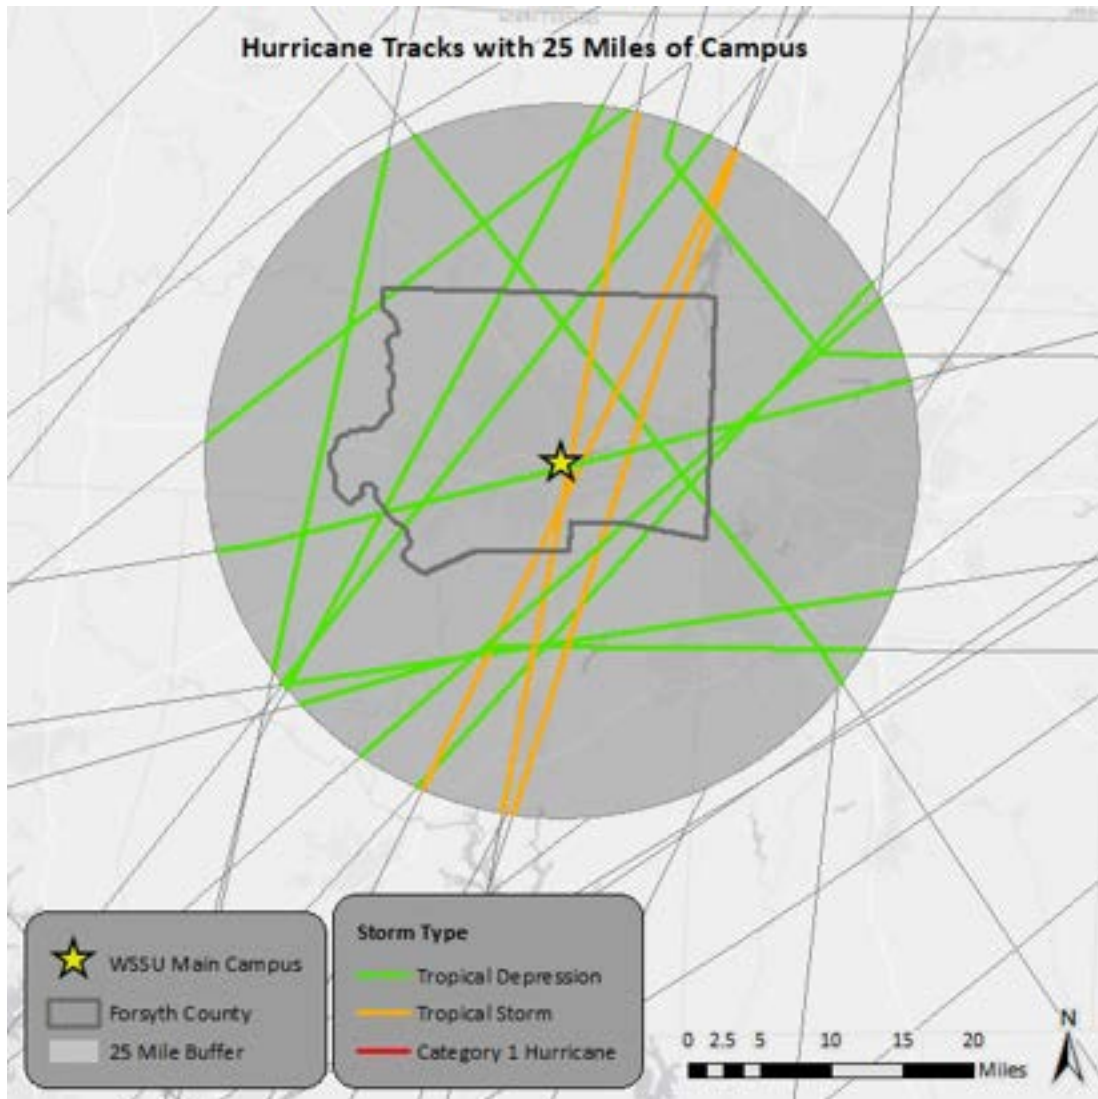 Hurricane Tracks with 25 Miles of Campus
WSSU Main Campus
Forsyth County
25 Mile Buffer
Storm Type
Tropical Depression
Tropical Storm
Category 1 Hurricane
N
0 2.5 5 10 15 20
Miles